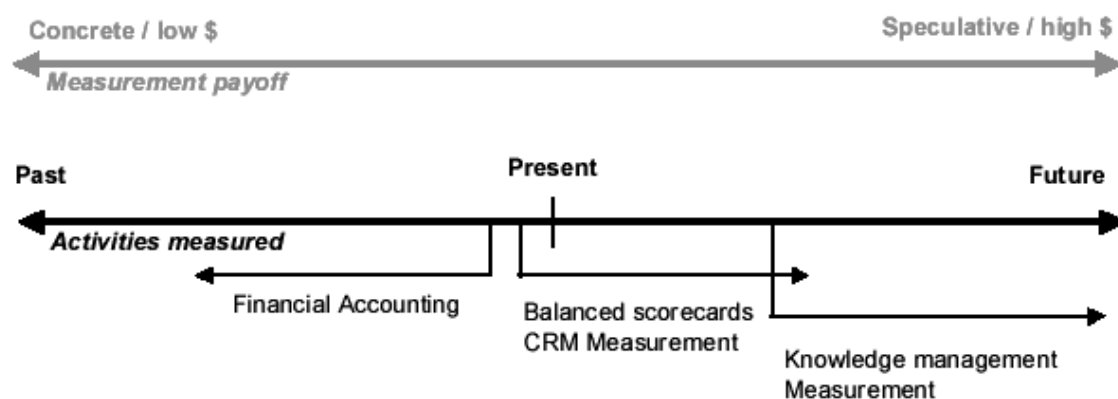 Concrete / low $
Speculative / high $
Measurement payoff
Past
Present
Future
Activities measured
Financial Accounting
Balanced scorecards
CRM Measurement
Knowledge management
Measurement